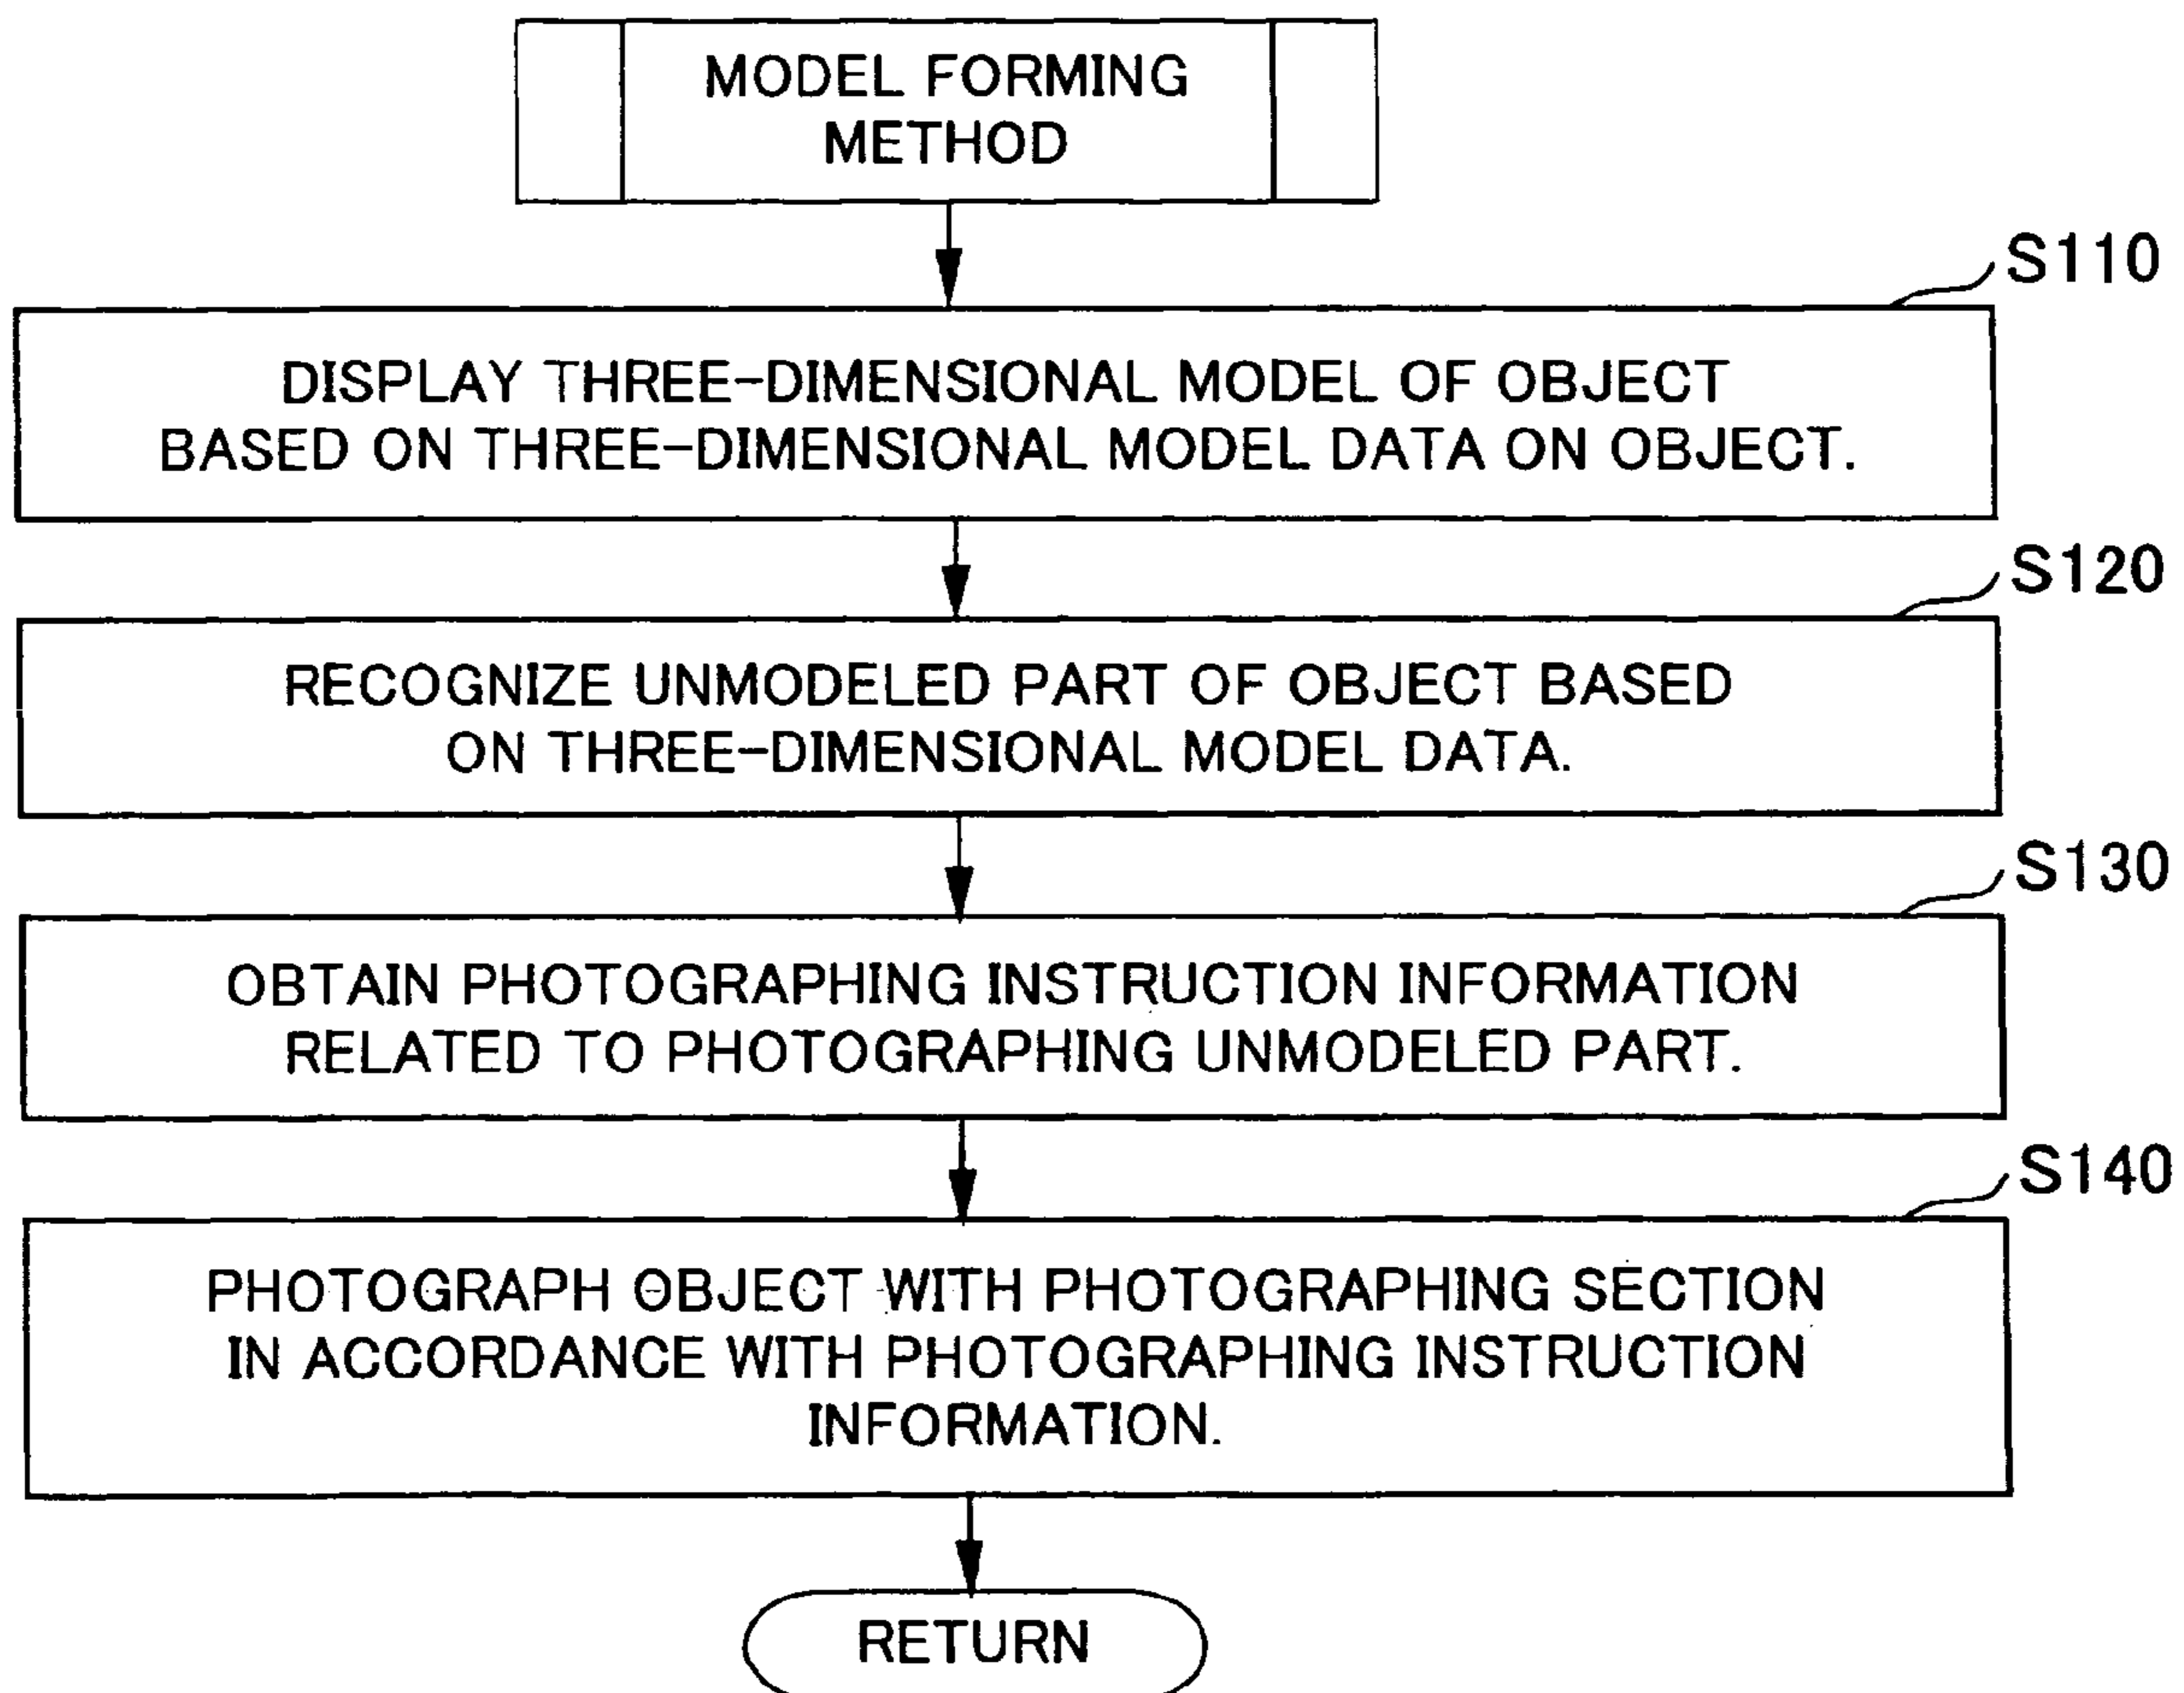 MODEL FORMING
METHOD
S110
DISPLAY THREE-DIMENSIONAL MODEL OF OBJECT
BASED ON THREE-DIMENSIONAL MODEL DATA ON OBJECT.
S120
RECOGNIZE UNMODELED PART OF OBJECT BASED
ON THREE-DIMENSIONAL MODEL DATA.
S130
OBTAIN PHOTOGRAPHING INSTRUCTION INFORMATION
RELATED TO PHOTOGRAPHING UNMODELED PART.
S140
PHOTOGRAPH OBJECT WITH PHOTOGRAPHING SECTION
IN ACCORDANCE WITH PHOTOGRAPHING INSTRUCTION
INFORMATION.
RETURN